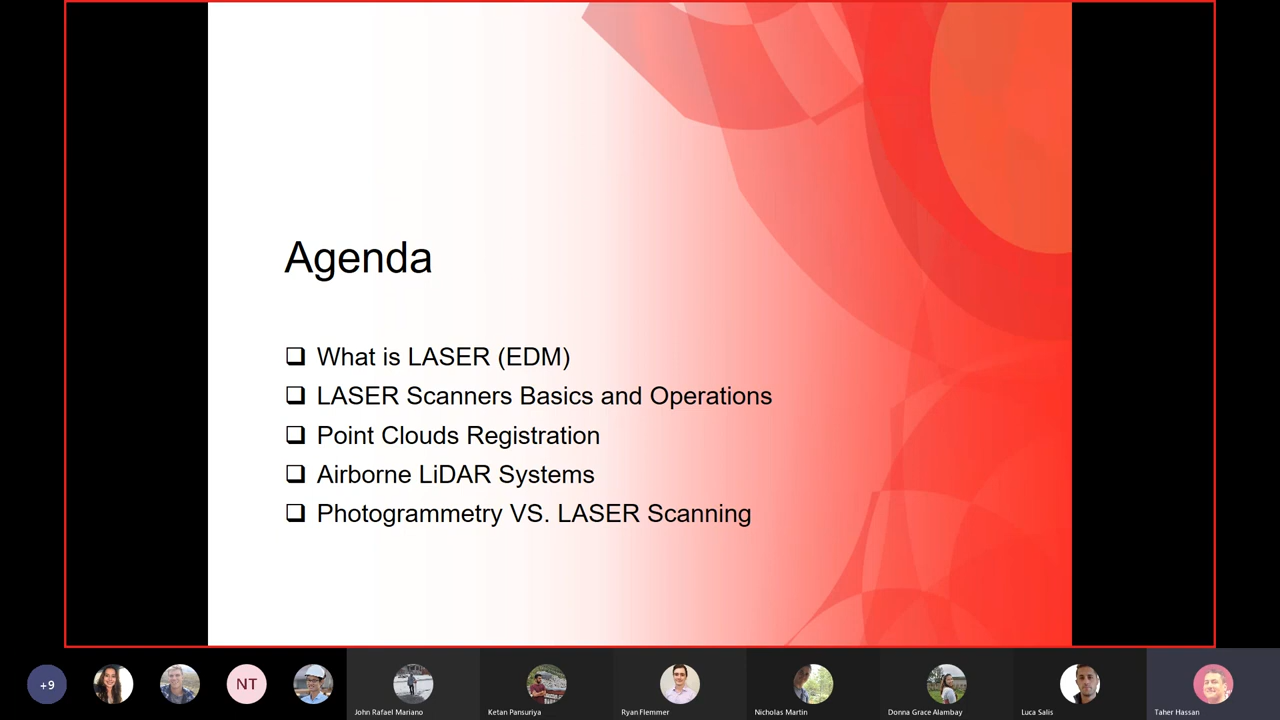 Agenda
❑ What is LASER (EDM)
❑ LASER Scanners Basics and Operations
❑ Point Clouds Registration
❑ Airborne LiDAR Systems
❑ Photogrammetry VS. LASER Scanning
+9
NT
John Rafael Mariano
Ketan Pansuriya
Ryan Flemmer
Nicholas Martin
Donna Grace Alambay
Luca Salis
Taher Hassan